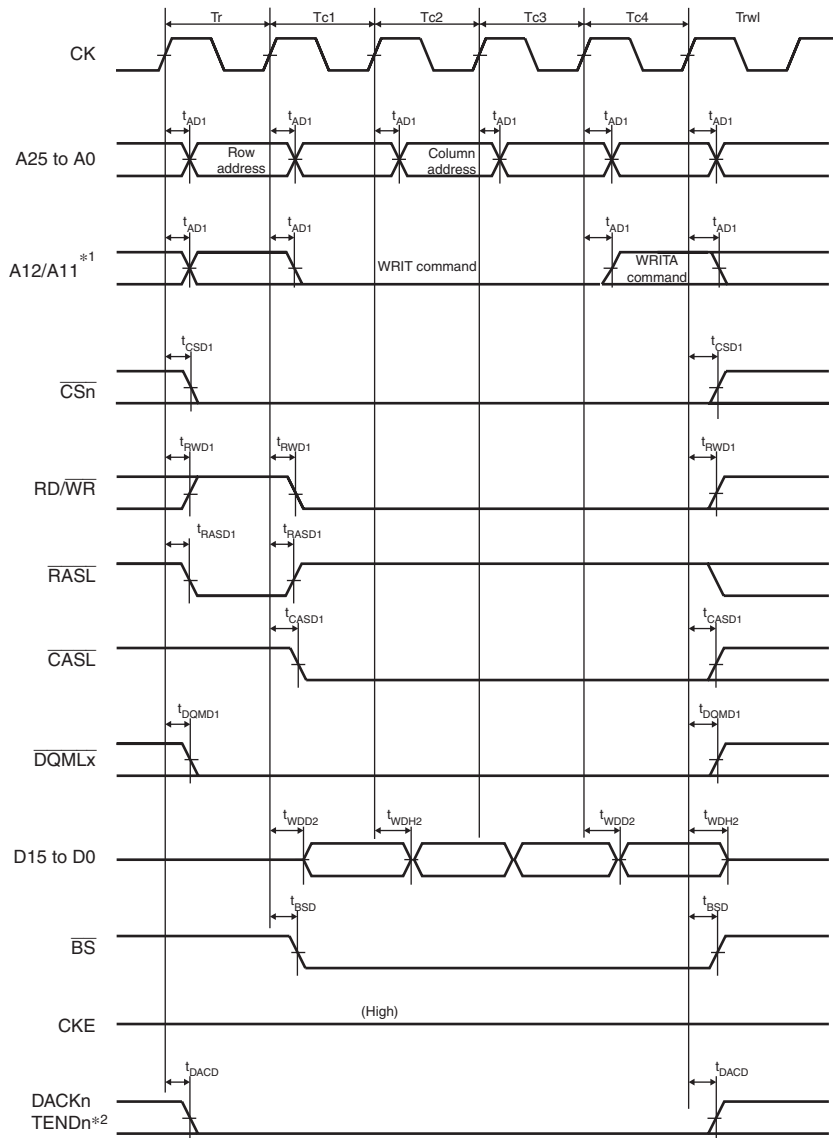 Tr Tc1 Tc2 Tc3 Tc4 Trwl
CK
tAD1 tAD1 tAD1 tAD1 tAD1 tAD1
A25 to A0
Row address
Column address
tAD1 tAD1 tAD1 tAD1
A12/A11*1
WRIT command
WRITA command
tCSD1 tCSD1
CSn
tRWD1 tRWD1 tRWD1
RD/WR
tRASD1 tRASD1
RASL
tCASD1 tCASD1
CASL
tDQMD1 tDQMD1
DQMLx
tWDD2 tWDH2 tWDD2 tWDH2
D15 to D0
tBSD tBSD
BS
(High)
CKE
tDACD tDACD
DACKn
TENDn*2